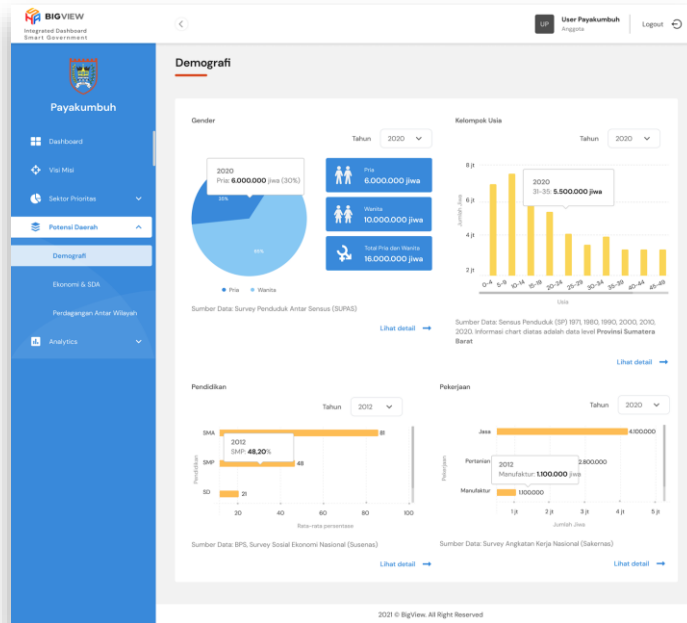 BIGVIEW
Integrated Dashboard
Smart Government
UP
User Payakumbuh
Anggota
Logout
Payakumbuh
Dashboard
Visi Misi
Sektor Prioritas
Potensi Daerah
Demografi
Ekonomi & SDA
Perdagangan Antar Wilayah
Analytics
Demografi
Gender
Tahun 2020
2020
Pria: 6.000.000 jiwa (30%)
Pria
6.000.000 jiwa
Wanita
10.000.000 jiwa
Total Pria dan Wanita
16.000.000 jiwa
Pria Wanita
Sumber Data: Survey Penduduk Antar Sensus (SUPAS)
Lihat detail
Kelompok Usia
Tahun 2020
8 jt
6 jt
4 jt
2 jt
Jumlah Jiwa
2020
31-35: 5.500.000 jiwa
0-4 5-9 10-14 15-19 20-24 25-29 30-34 35-39 40-44 45-49
Usia
Sumber Data: Sensus Penduduk (SP) 1971, 1980, 1990, 2000, 2010,
2020. Informasi chart diatas adalah data level Provinsi Sumatera
Barat
Lihat detail
Pendidikan
Tahun 2012
Pendidikan
SMA 81
2012
SMP: 48,20%
SMP 48
SD 21
20 40 60 80 100
Rata-rata persentase
Sumber Data: BPS, Survey Sosial Ekonomi Nasional (Susenas)
Lihat detail
Pekerjaan
Tahun 2020
Pekerjaan
Jasa 4.100.000
Pertanian 2.800.000
2012
Manufaktur: 1.100.000 jiwa
Manufaktur 1.100.000
1 jt 2 jt 3 jt 4 jt 5 jt
Jumlah Jiwa
Sumber Data: Survey Angkatan Kerja Nasional (Sakernas)
Lihat detail
2021 © BigView. All Right Reserved